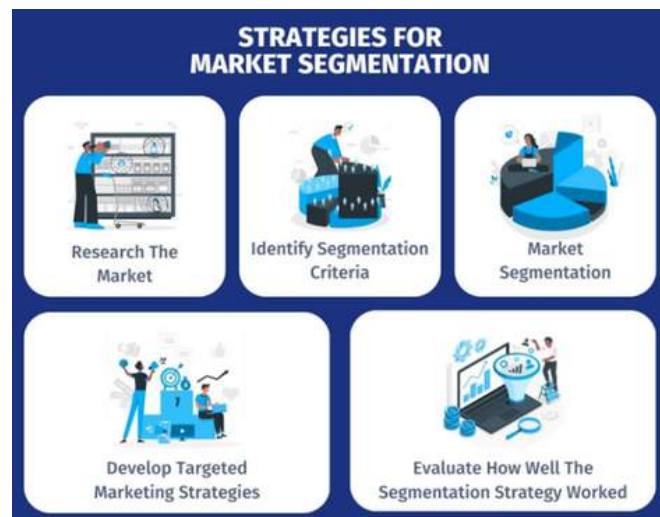 STRATEGIES FOR
MARKET SEGMENTATION
Research The
Market
Identify Segmentation
Criteria
Market
Segmentation
1
Develop Targeted
Marketing Strategies
Evaluate How Well The
Segmentation Strategy Worked